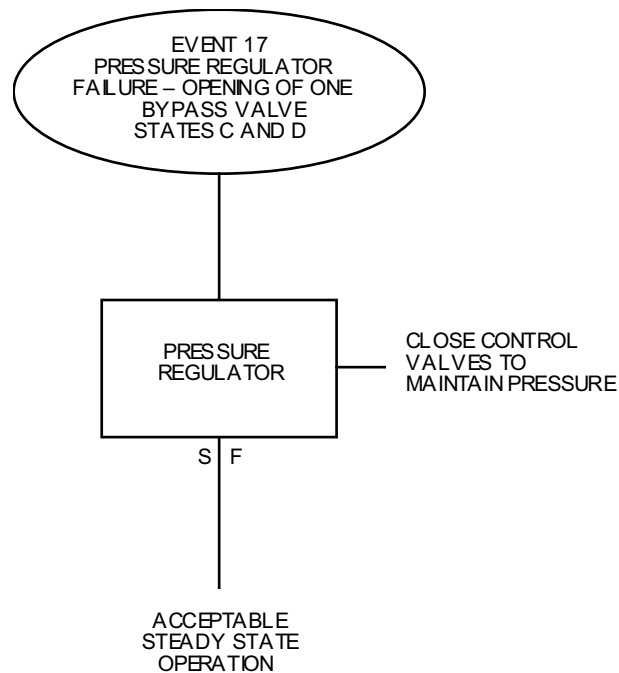 EVENT 17
PRESSURE REGULATOR
FAILURE – OPENING OF ONE
BYPASS VALVE
STATES C AND D
PRESSURE
REGULATOR
CLOSE CONTROL
VALVES TO
MAINTAIN PRESSURE
S F
ACCEPTABLE
STEADY STATE
OPERATION